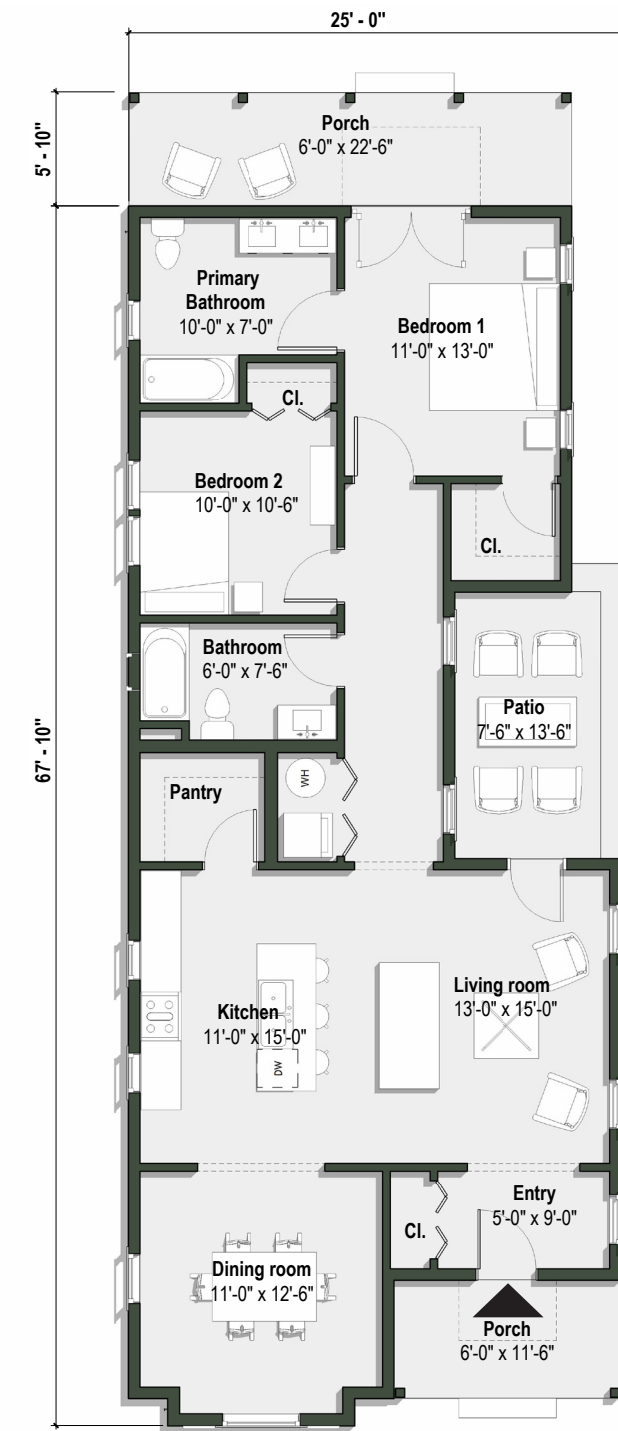 25' - 0"
5' - 10"
Porch
6'-0" x 22'-6"
Primary
Bathroom
10'-0" x 7'-0"
Bedroom 1
11'-0" x 13'-0"
Cl.
Bedroom 2
10'-0" x 10'-6"
Cl.
Bathroom
6'-0" x 7'-6"
Patio
7'-6" x 13'-6"
67' - 10"
Pantry
WH
Kitchen
11'-0" x 15'-0"
DW
Living room
13'-0" x 15'-0"
Cl.
Entry
5'-0" x 9'-0"
Dining room
11'-0" x 12'-6"
Porch
6'-0" x 11'-6"